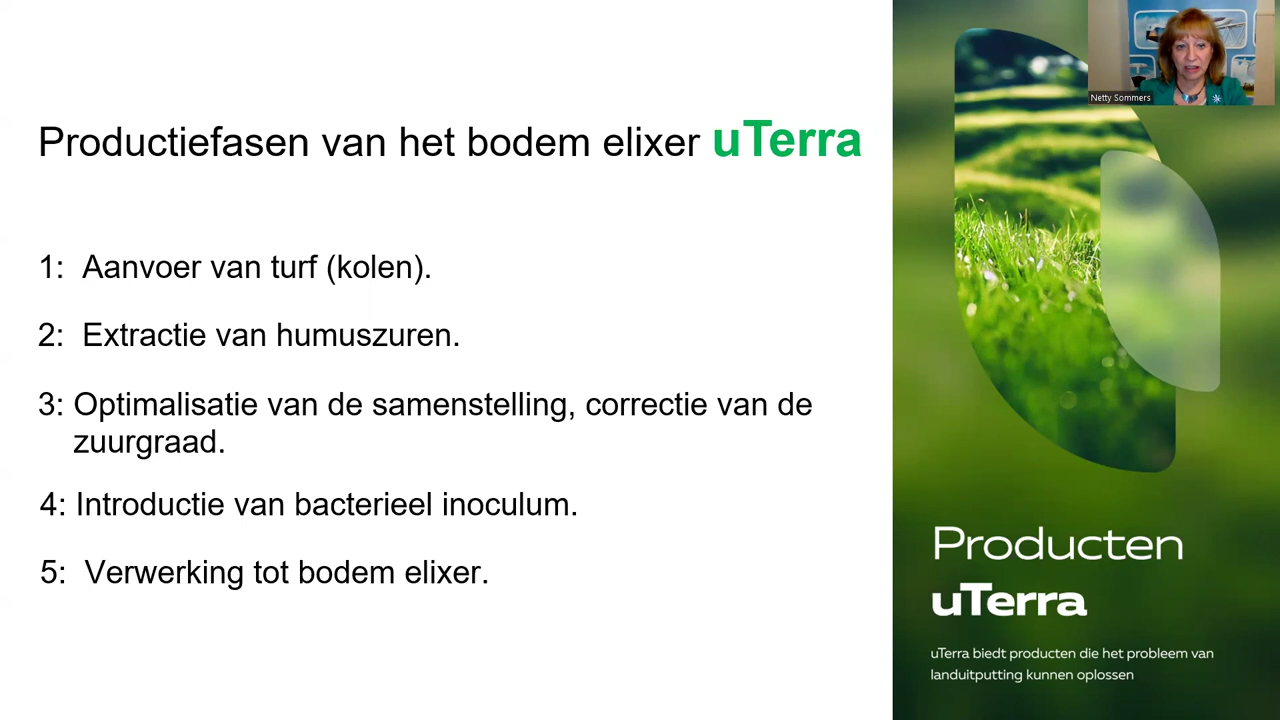 Productiefasen van het bodem elixer uTerra
1: Aanvoer van turf (kolen).
2: Extractie van humuszuren.
3: Optimalisatie van de samenstelling, correctie van de
zuurgraad.
4: Introductie van bacterieel inoculum.
5: Verwerking tot bodem elixer.
Netty Sommers
Producten
uTerra
uTerra biedt producten die het probleem van
landuitputting kunnen oplossen